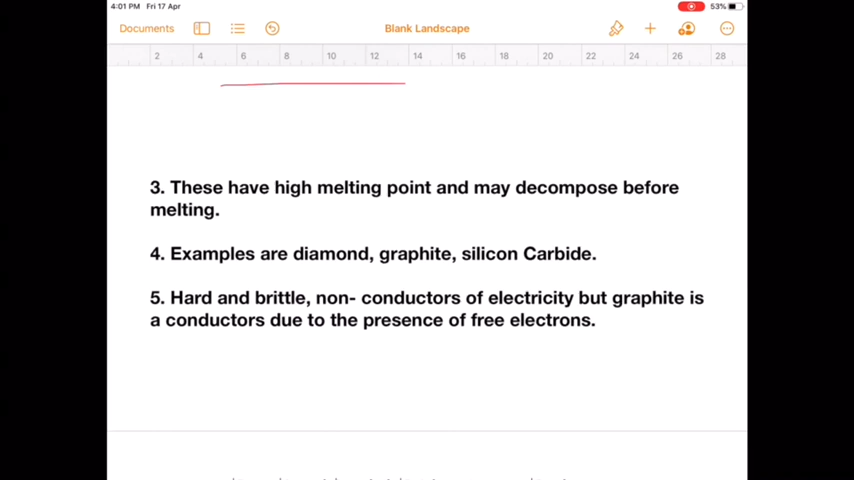 4:01 PM Fri 17 Apr 53%
Documents Blank Landscape
2 4 6 8 10 12 14 16 18 20 22 24 26 28
3. These have high melting point and may decompose before
melting.
4. Examples are diamond, graphite, silicon Carbide.
5. Hard and brittle, non- conductors of electricity but graphite is
a conductors due to the presence of free electrons.